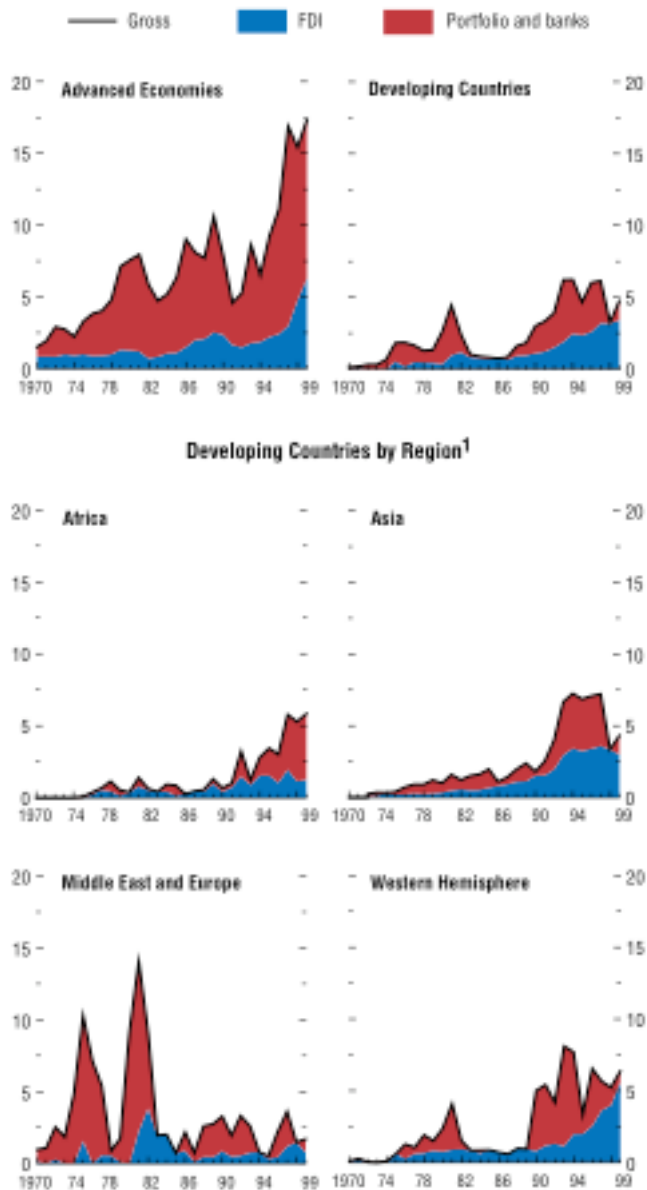 Gross FDI Portfolio and banks
20 Advanced Economies Developing Countries 20
15 15
10 10
5 5
0 0
1970 74 78 82 86 90 94 99 1970 74 78 82 86 90 94 99
Developing Countries by Region1
20 Africa Asia 20
15 15
10 10
5 5
0 0
1970 74 78 82 86 90 94 99 1970 74 78 82 86 90 94 99
20 Middle East and Europe Western Hemisphere 20
15 15
10 10
5 5
0 0
1970 74 78 82 86 90 94 99 1970 74 78 82 86 90 94 99